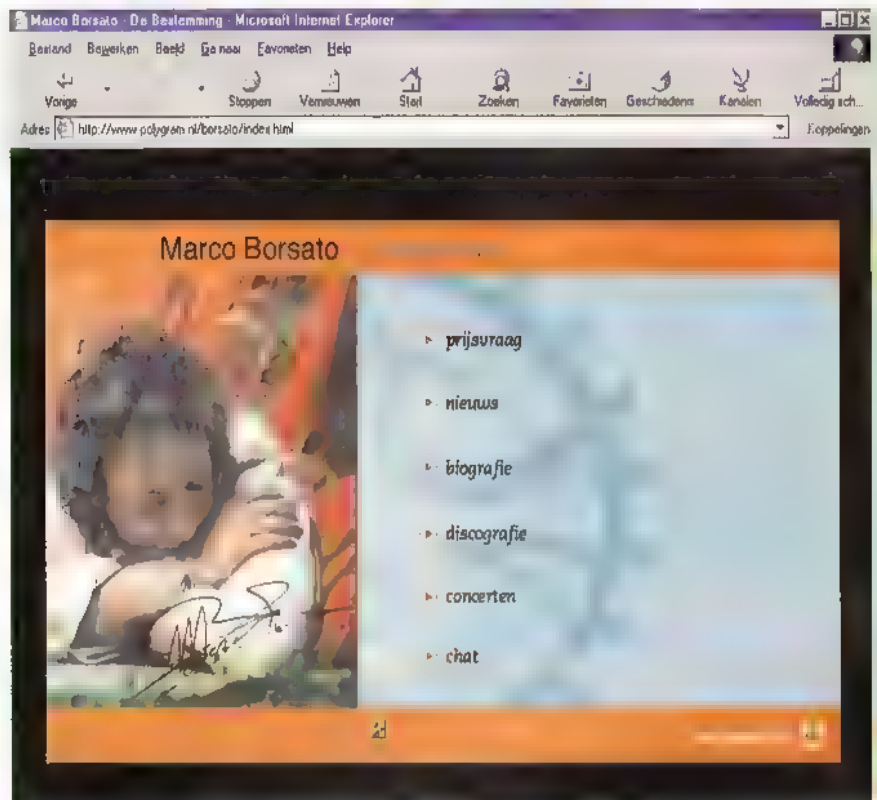 Marco Borsato - De Bestemming - Microsoft Internet Explorer
Bestand Bewerken Beeld Ga naar Favorieten Help
Vorige Stoppen Vernieuwen Start Zoeken Favorieten Geschiedenis Kanalen Volledig sch...
Adres http://www.polygram.nl/borsato/index.html Koppelingen
Marco Borsato
prijsvraag
nieuws
biografie
discografie
concerten
chat